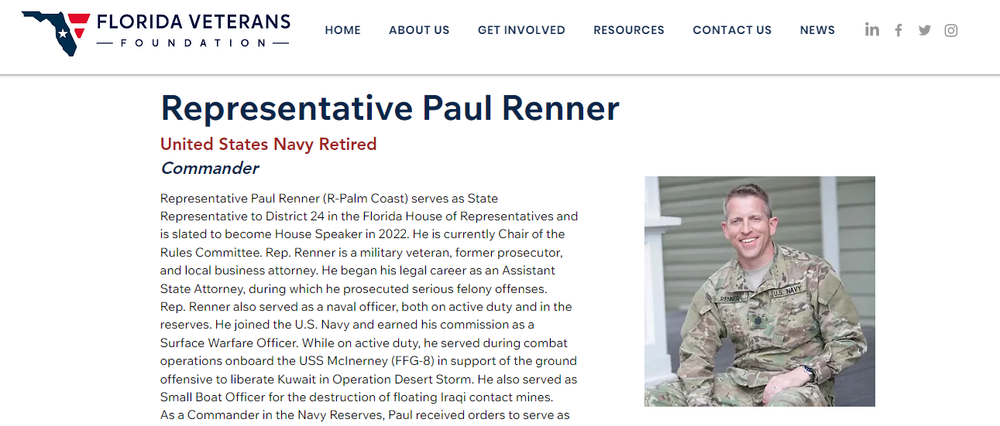 FLORIDA VETERANS
FOUNDATION
HOME ABOUT US GET INVOLVED RESOURCES CONTACT US NEWS
Representative Paul Renner
United States Navy Retired
Commander
Representative Paul Renner (R-Palm Coast) serves as State
Representative to District 24 in the Florida House of Representatives and
is slated to become House Speaker in 2022. He is currently Chair of the
Rules Committee. Rep. Renner is a military veteran, former prosecutor,
and local business attorney. He began his legal career as an Assistant
State Attorney, during which he prosecuted serious felony offenses.
Rep. Renner also served as a naval officer, both on active duty and in the
reserves. He joined the U.S. Navy and earned his commission as a
Surface Warfare Officer. While on active duty, he served during combat
operations onboard the USS McInerney (FFG-8) in support of the ground
offensive to liberate Kuwait in Operation Desert Storm. He also served as
Small Boat Officer for the destruction of floating Iraqi contact mines.
As a Commander in the Navy Reserves, Paul received orders to serve as
RENNER U.S. NAVY